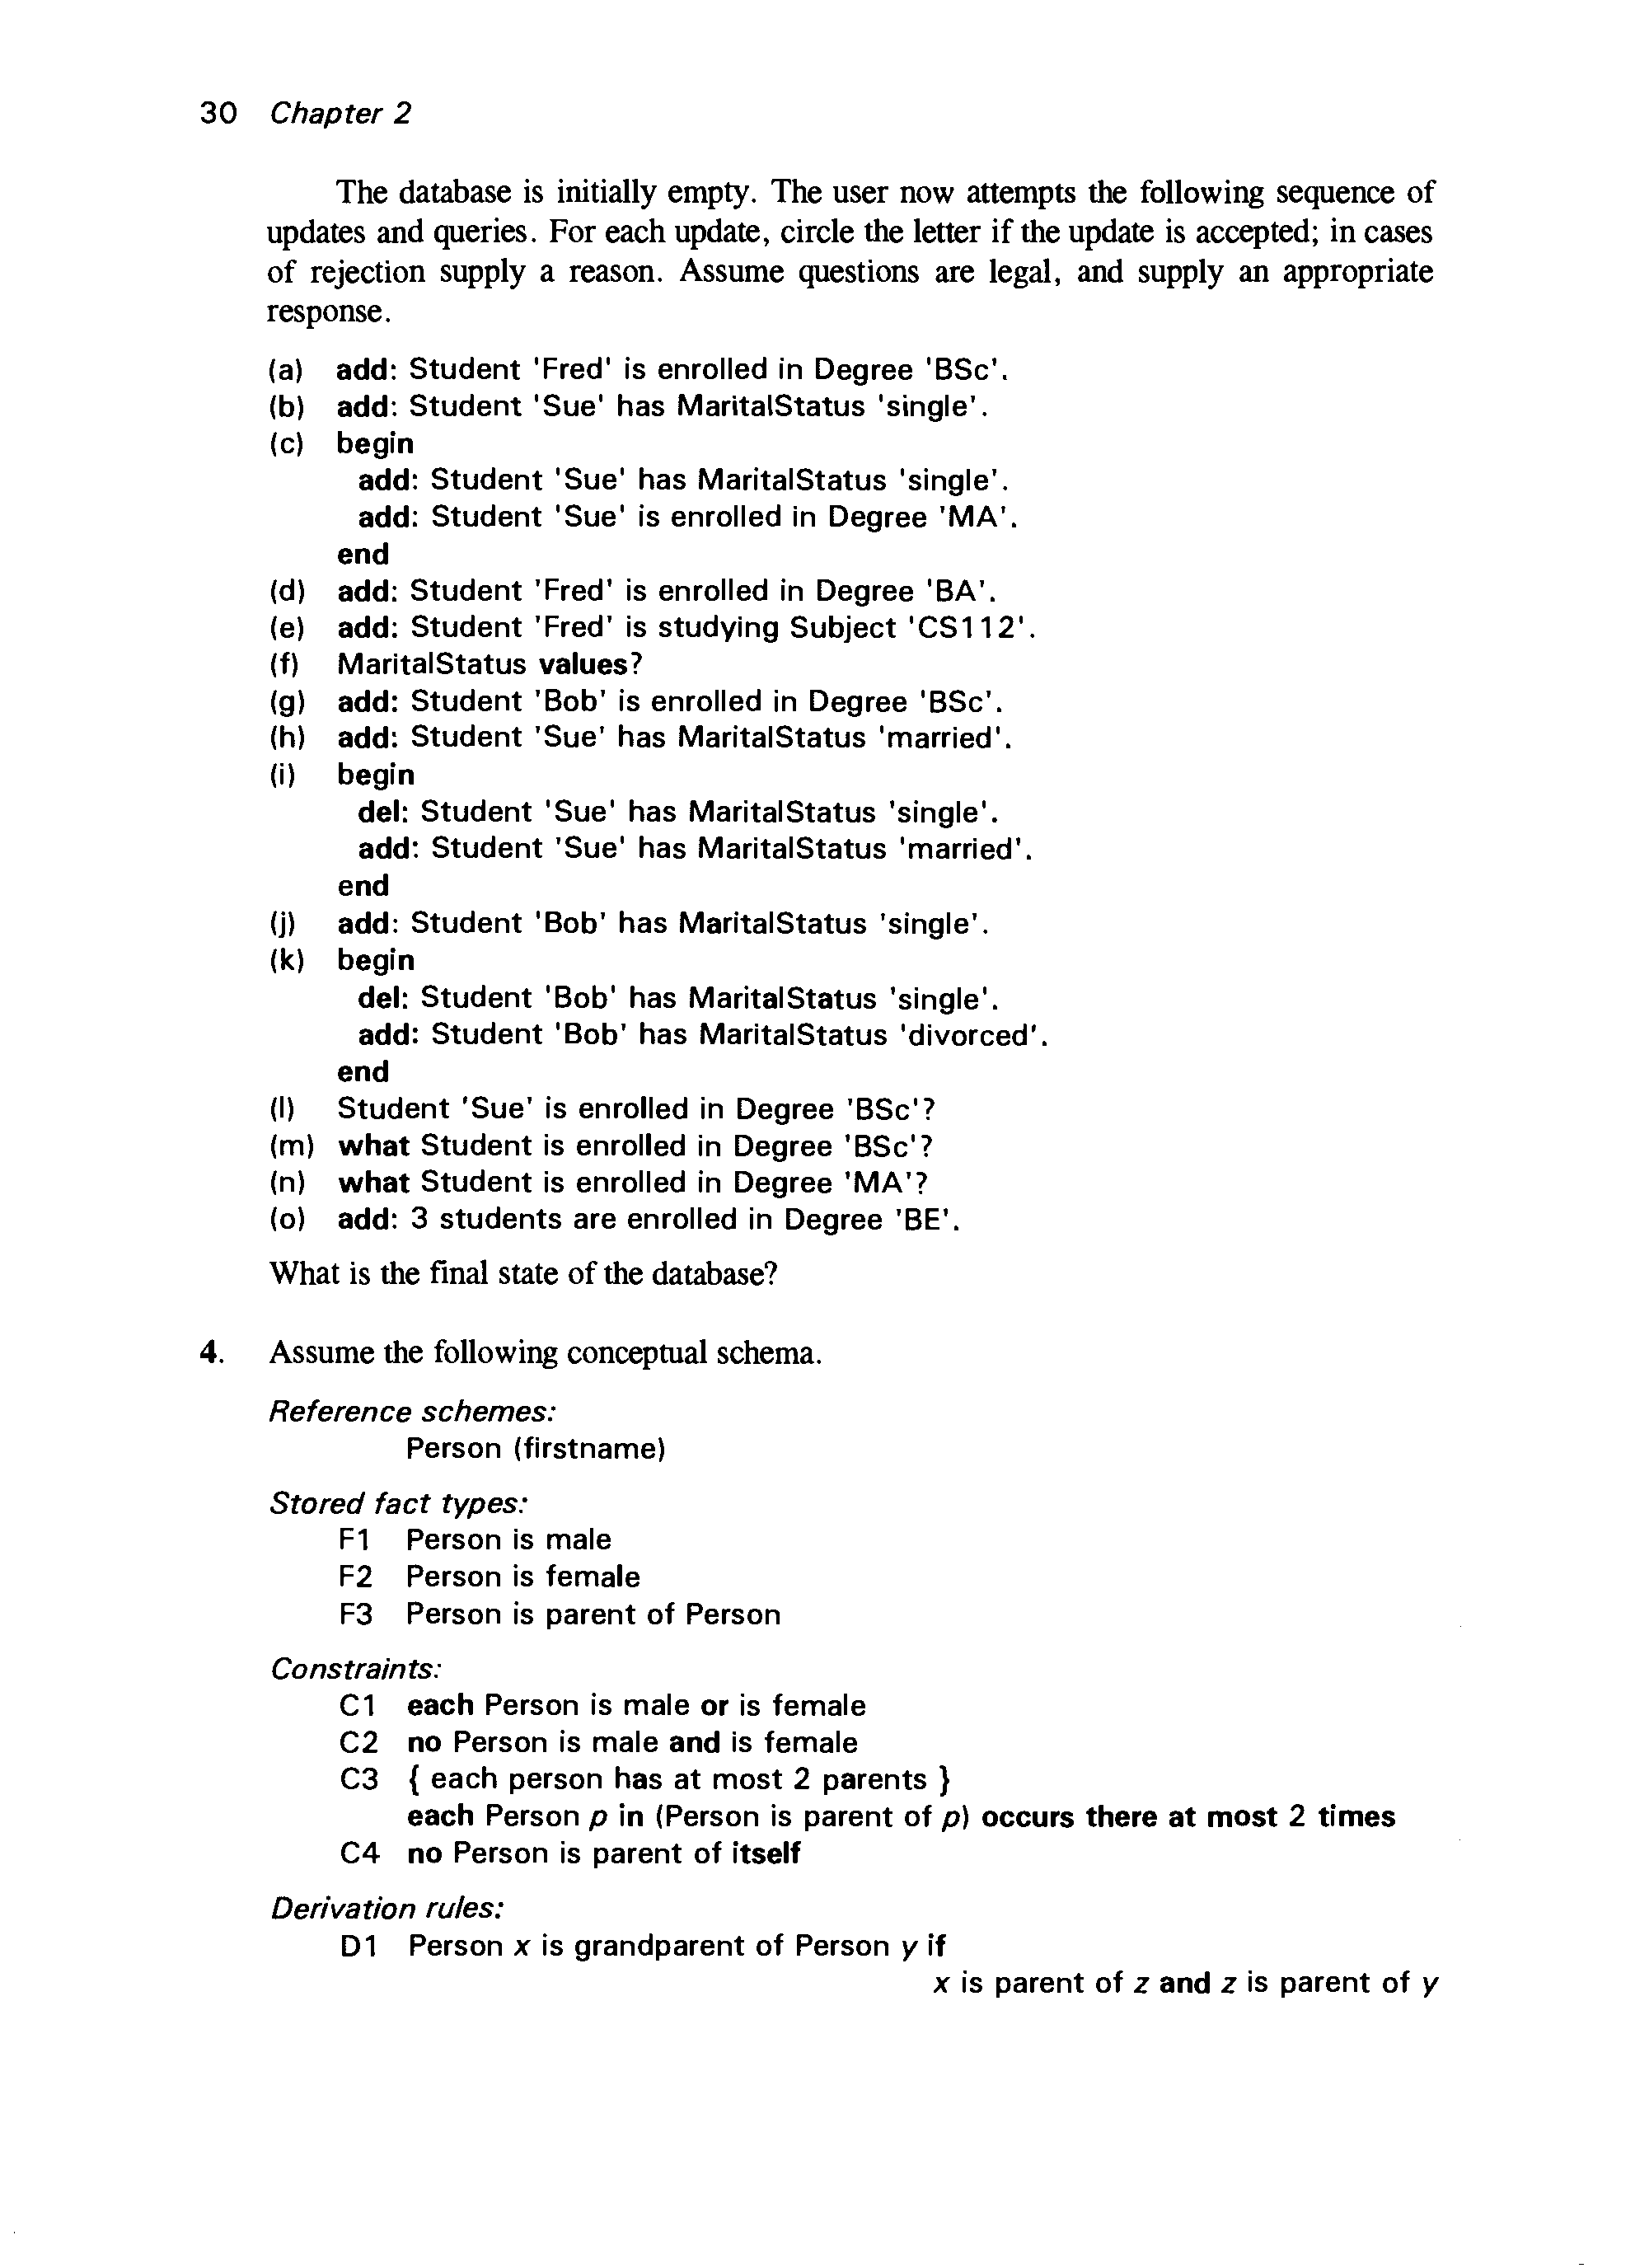 30 Chapter 2
The database is initially empty. The user now attempts the following sequence of
updates and queries. For each update, circle the letter if the update is accepted; in cases
of rejection supply a reason. Assume questions are legal, and supply an appropriate
response.
(a) add: Student 'Fred' is enrolled in Degree 'BSc'.
(b) add: Student 'Sue' has MaritalStatus 'single'.
(c) begin
add: Student 'Sue' has MaritalStatus 'single'.
add: Student 'Sue' is enrolled in Degree 'MA'.
end
(d) add: Student 'Fred' is enrolled in Degree 'BA'.
(e) add: Student 'Fred' is studying Subject 'CS112'.
(f) MaritalStatus values?
(g) add: Student 'Bob' is enrolled in Degree 'BSc'.
(h) add: Student 'Sue' has MaritalStatus 'married'.
(i) begin
del: Student 'Sue' has MaritalStatus 'single'.
add: Student 'Sue' has MaritalStatus 'married'.
end
(j) add: Student 'Bob' has MaritalStatus 'single'.
(k) begin
del: Student 'Bob' has MaritalStatus 'single'.
add: Student 'Bob' has MaritalStatus 'divorced'.
end
(l) Student 'Sue' is enrolled in Degree 'BSc'?
(m) what Student is enrolled in Degree 'BSc'?
(n) what Student is enrolled in Degree 'MA'?
(o) add: 3 students are enrolled in Degree 'BE'.
What is the final state of the database?
4. Assume the following conceptual schema.
Reference schemes:
Person (firstname)
Stored fact types:
F1 Person is male
F2 Person is female
F3 Person is parent of Person
Constraints:
C1 each Person is male or is female
C2 no Person is male and is female
C3 { each person has at most 2 parents }
each Person p in (Person is parent of p) occurs there at most 2 times
C4 no Person is parent of itself
Derivation rules:
D1 Person x is grandparent of Person y if
x is parent of z and z is parent of y